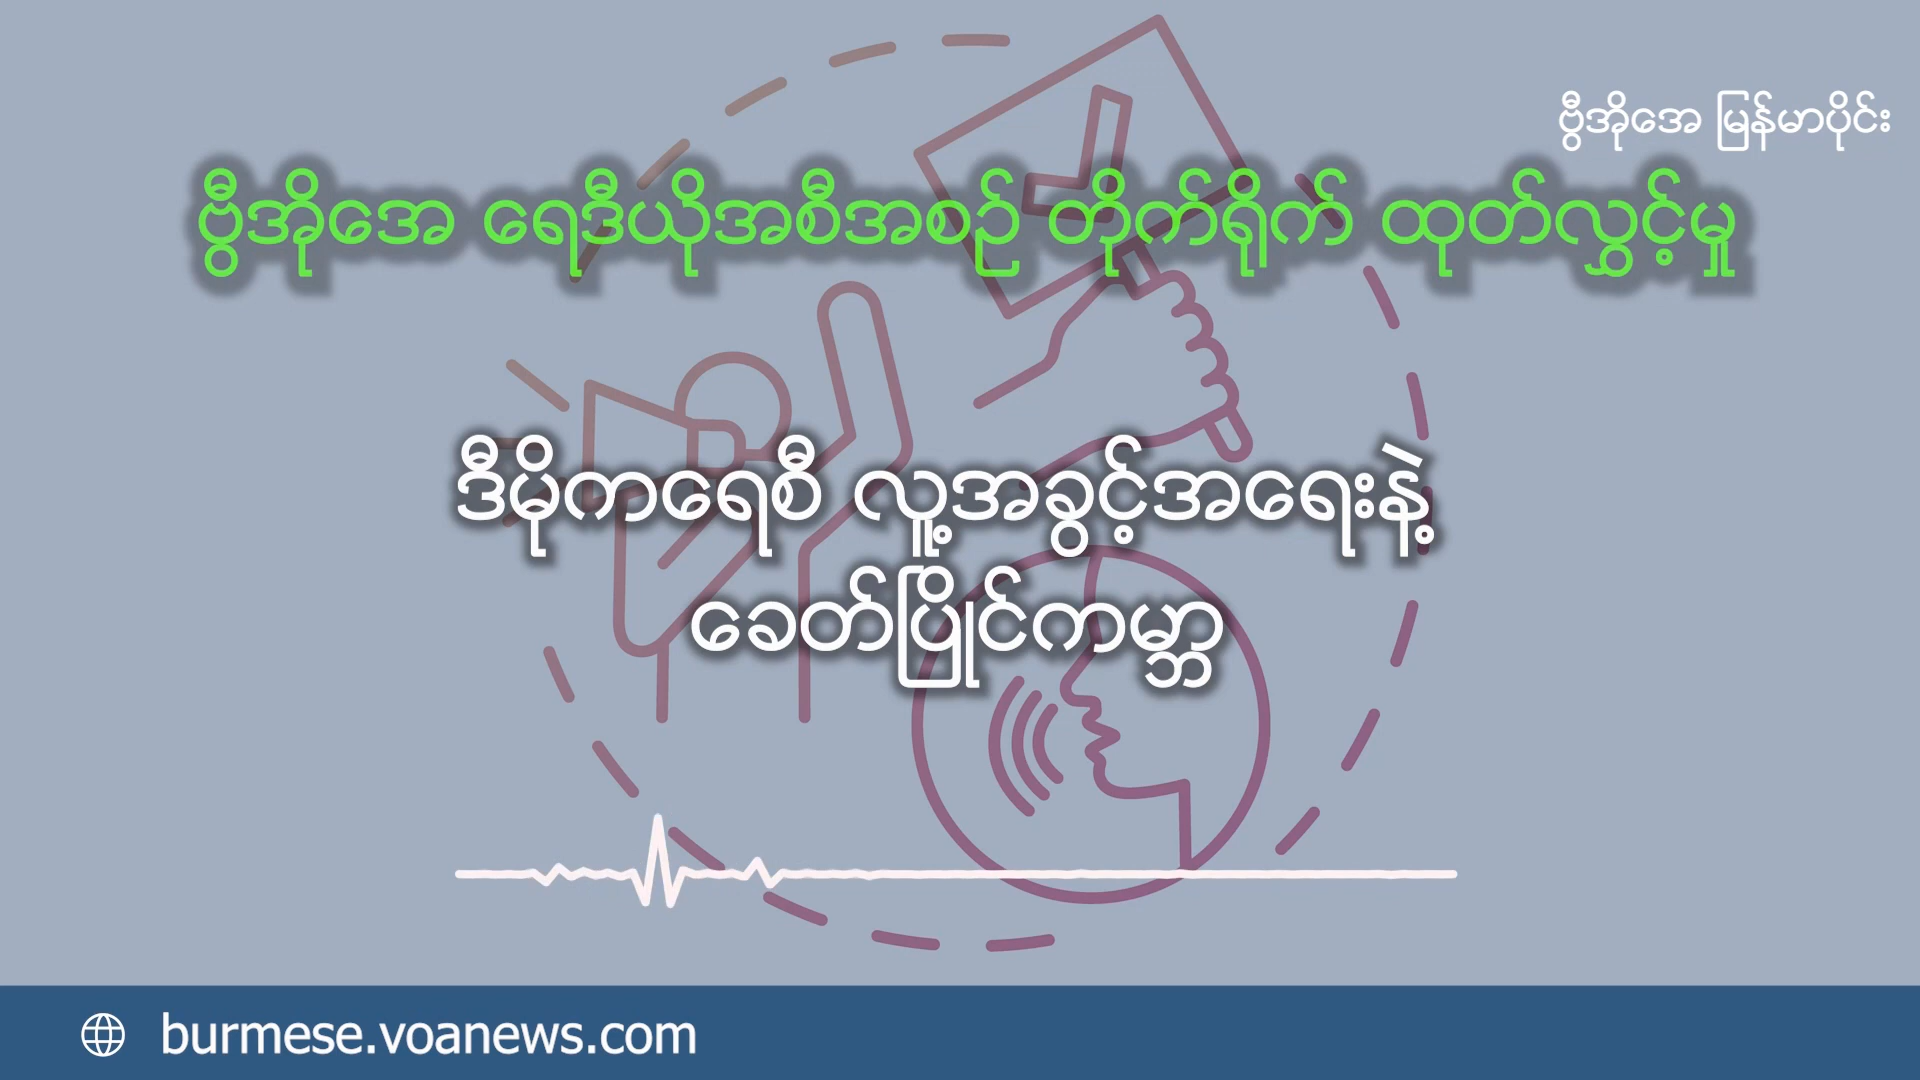 ဗွီအိုအေ မြန်မာပိုင်း
ဗွီအိုအေ ရေဒီယိုအစီအစဉ် တိုက်ရိုက် ထုတ်လွှင့်မှု
ဒီမိုကရေစီ လူ့အခွင့်အရေးနဲ့
ခေတ်ပြိုင်ကမ္ဘာ
burmese.voanews.com